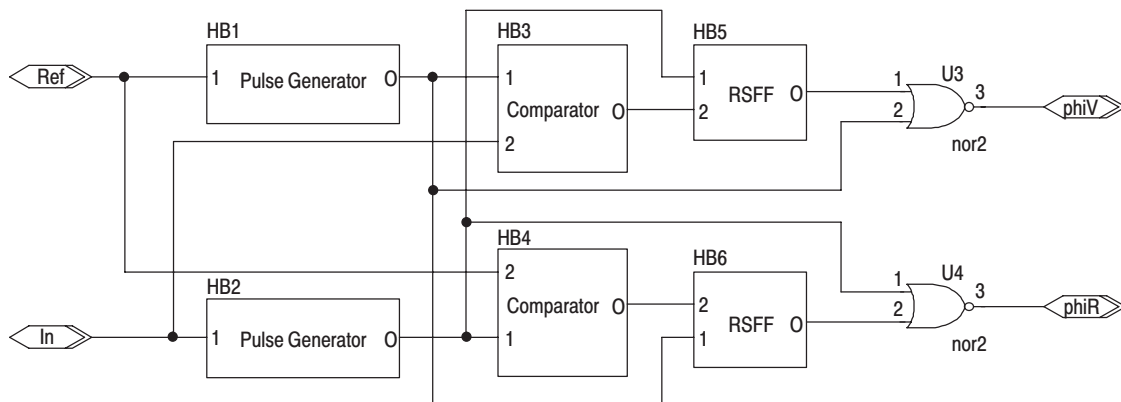 HB1
HB3
HB5
U3
Ref
1 Pulse Generator O
1
Comparator O
2
1
RSFF O
2
1
2
3
phiV
nor2
HB2
HB4
HB6
U4
In
1 Pulse Generator O
2
Comparator O
1
2
RSFF O
1
1
2
3
phiR
nor2